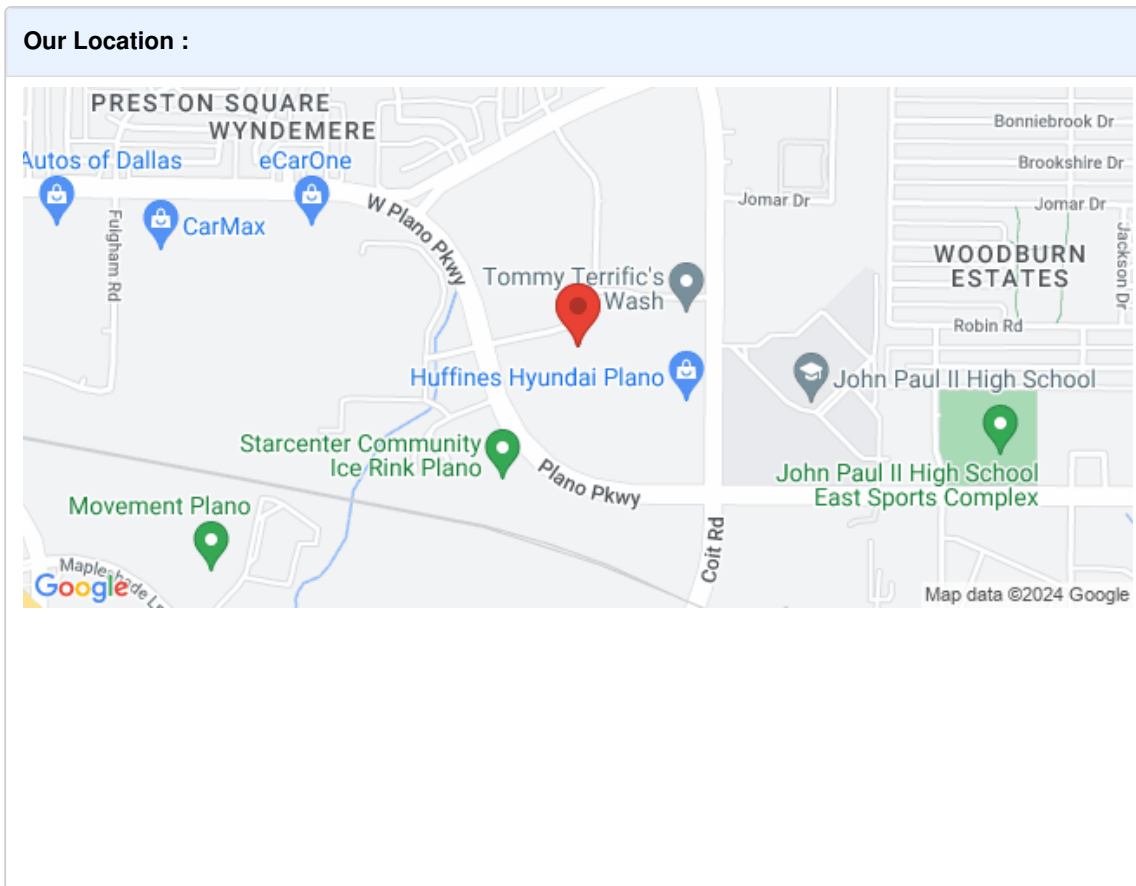 Our Location :
PRESTON SQUARE
WYNDEMERE
Bonniebrook Dr
Autos of Dallas
eCarOne
Brookshire Dr
W Plano Pkwy
Jomar Dr
Jomar Dr
CarMax
Fulgham Rd
Jackson Dr
WOODBURN
ESTATES
Tommy Terrific's
Wash
Robin Rd
Huffines Hyundai Plano
John Paul II High School
Starcenter Community
Ice Rink Plano
Plano Pkwy
John Paul II High School
East Sports Complex
Movement Plano
Coit Rd
Mapleshade Ln
Google
Map data ©2024 Google